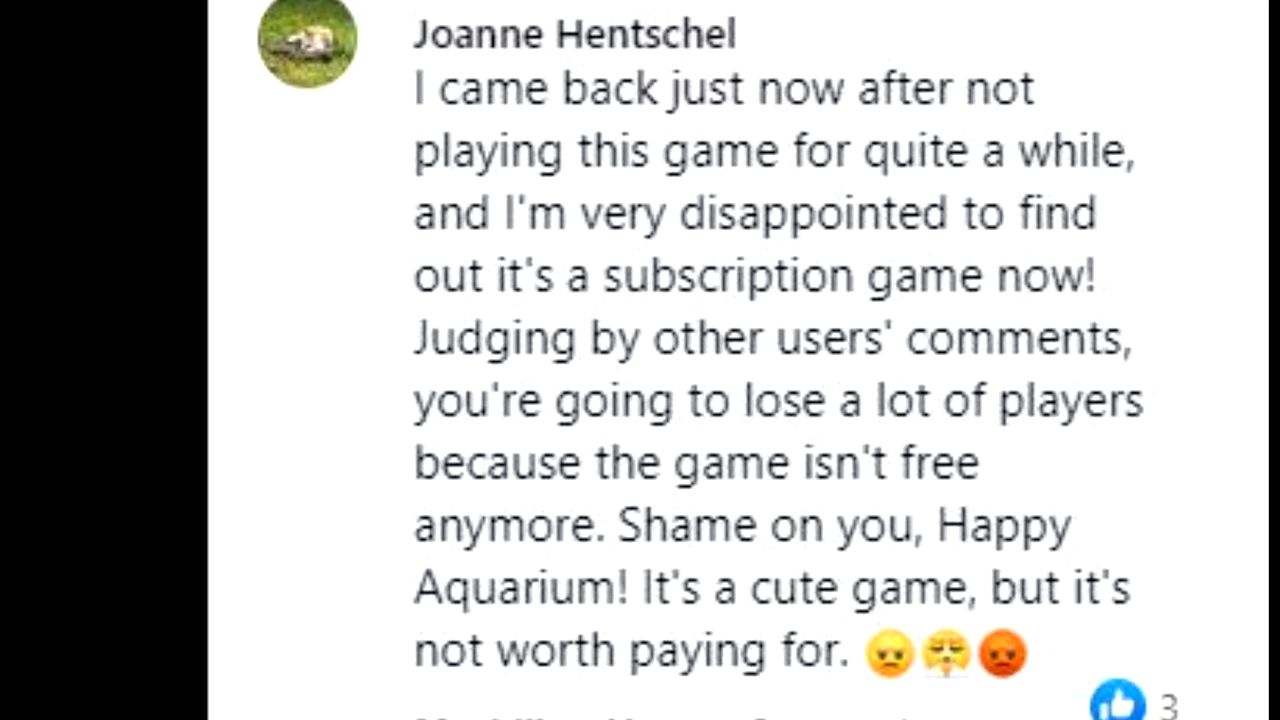 Joanne Hentschel
I came back just now after not
playing this game for quite a while,
and I'm very disappointed to find
out it's a subscription game now!
Judging by other users' comments,
you're going to lose a lot of players
because the game isn't free
anymore. Shame on you, Happy
Aquarium! It's a cute game, but it's
not worth paying for. 😠😤😡
3